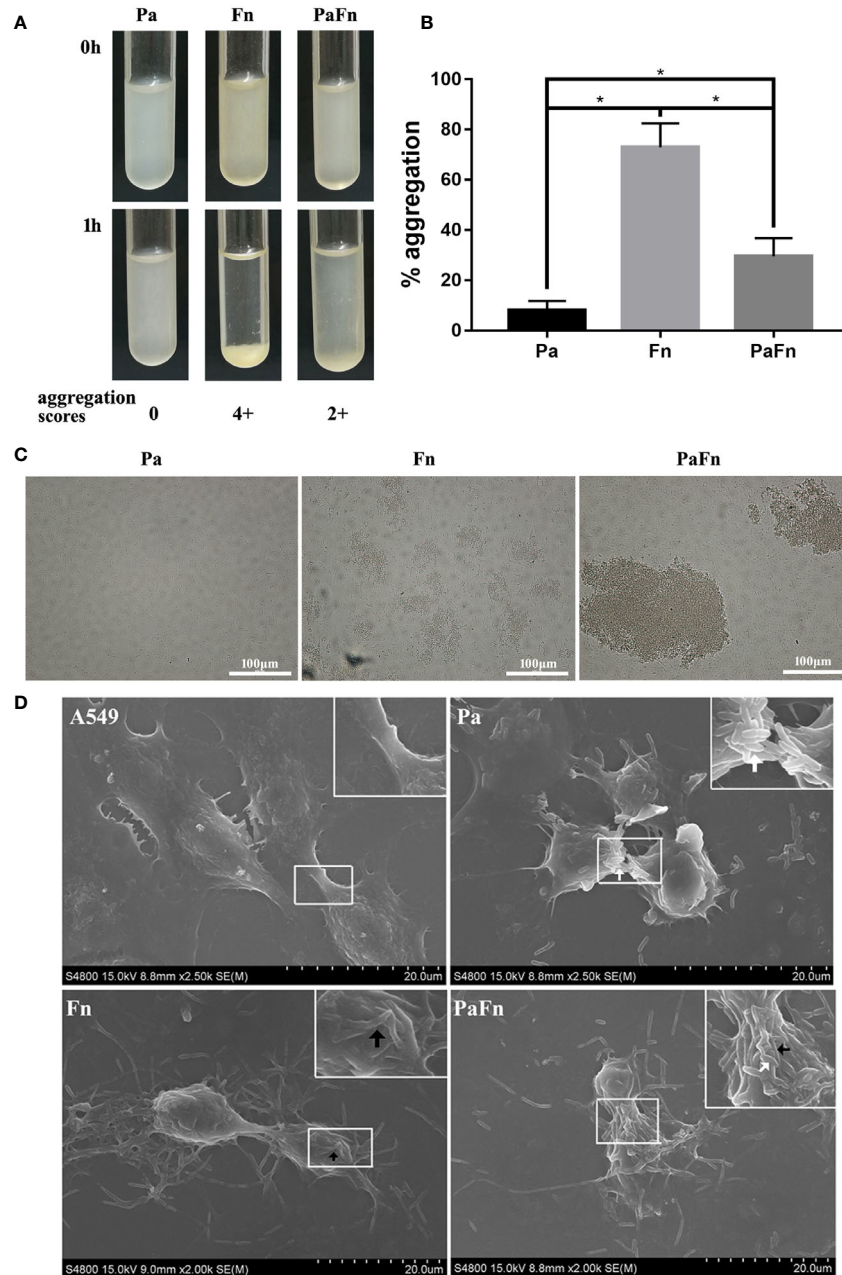 A
Pa Fn PaFn
0h
1h
aggregation
scores 0 4+ 2+
B
% aggregation
100
80
60
40
20
0
* * *
Pa Fn PaFn
C
Pa Fn PaFn
100μm 100μm 100μm
D
A549
S4800 15.0kV 8.8mm x2.50k SE(M) 20.0um
Pa
S4800 15.0kV 8.8mm x2.50k SE(M) 20.0um
Fn
S4800 15.0kV 9.0mm x2.00k SE(M) 20.0um
PaFn
S4800 15.0kV 8.8mm x2.00k SE(M) 20.0um